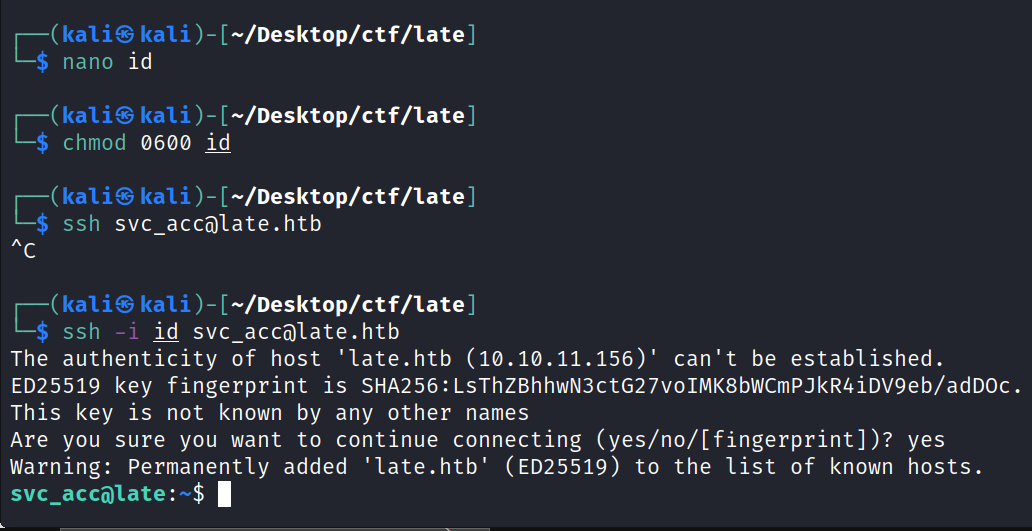 ┌──(kali㉿kali)-[~/Desktop/ctf/late]
└─$ nano id
┌──(kali㉿kali)-[~/Desktop/ctf/late]
└─$ chmod 0600 id
┌──(kali㉿kali)-[~/Desktop/ctf/late]
└─$ ssh svc_acc@late.htb
^C
┌──(kali㉿kali)-[~/Desktop/ctf/late]
└─$ ssh -i id svc_acc@late.htb
The authenticity of host 'late.htb (10.10.11.156)' can't be established.
ED25519 key fingerprint is SHA256:LsThZBhhwN3ctG27voIMK8bWCmPJkR4iDV9eb/adDOc.
This key is not known by any other names
Are you sure you want to continue connecting (yes/no/[fingerprint])? yes
Warning: Permanently added 'late.htb' (ED25519) to the list of known hosts.
svc_acc@late:~$